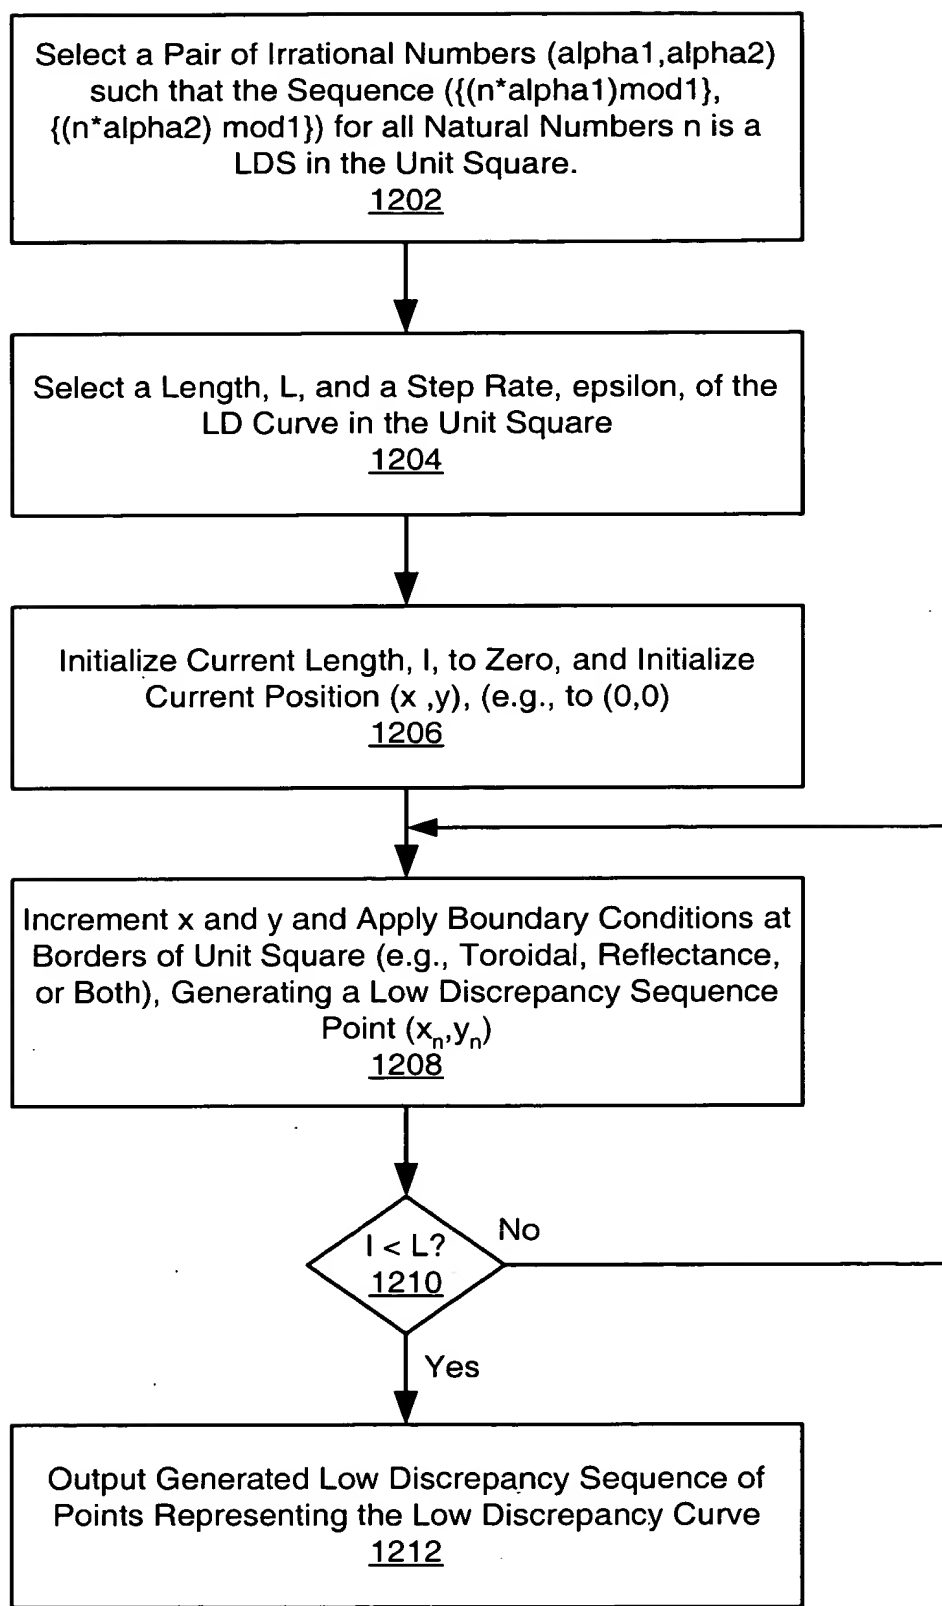 Select a Pair of Irrational Numbers (alpha1,alpha2)
such that the Sequence ({((n*alpha1)mod1},
{((n*alpha2) mod1}) for all Natural Numbers n is a
LDS in the Unit Square.
1202
Select a Length, L, and a Step Rate, epsilon, of the
LD Curve in the Unit Square
1204
Initialize Current Length, l, to Zero, and Initialize
Current Position (x ,y), (e.g., to (0,0)
1206
Increment x and y and Apply Boundary Conditions at
Borders of Unit Square (e.g., Toroidal, Reflectance,
or Both), Generating a Low Discrepancy Sequence
Point (xn,yn)
1208
l < L?
No
1210
Yes
Output Generated Low Discrepancy Sequence of
Points Representing the Low Discrepancy Curve
1212